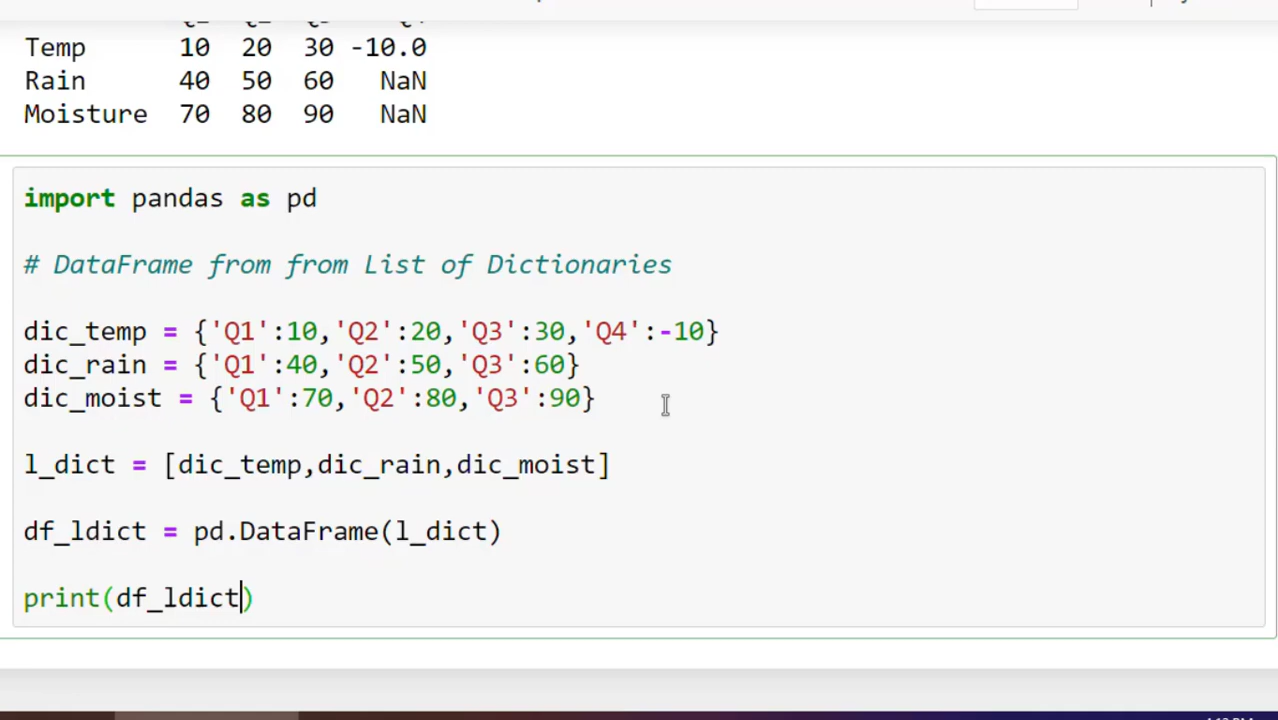 Temp 10 20 30 -10.0
Rain 40 50 60 NaN
Moisture 70 80 90 NaN
import pandas as pd
# DataFrame from from List of Dictionaries
dic_temp = {'Q1':10,'Q2':20,'Q3':30,'Q4':-10}
dic_rain = {'Q1':40,'Q2':50,'Q3':60}
dic_moist = {'Q1':70,'Q2':80,'Q3':90}
l_dict = [dic_temp,dic_rain,dic_moist]
df_ldict = pd.DataFrame(l_dict)
print(df_ldict)